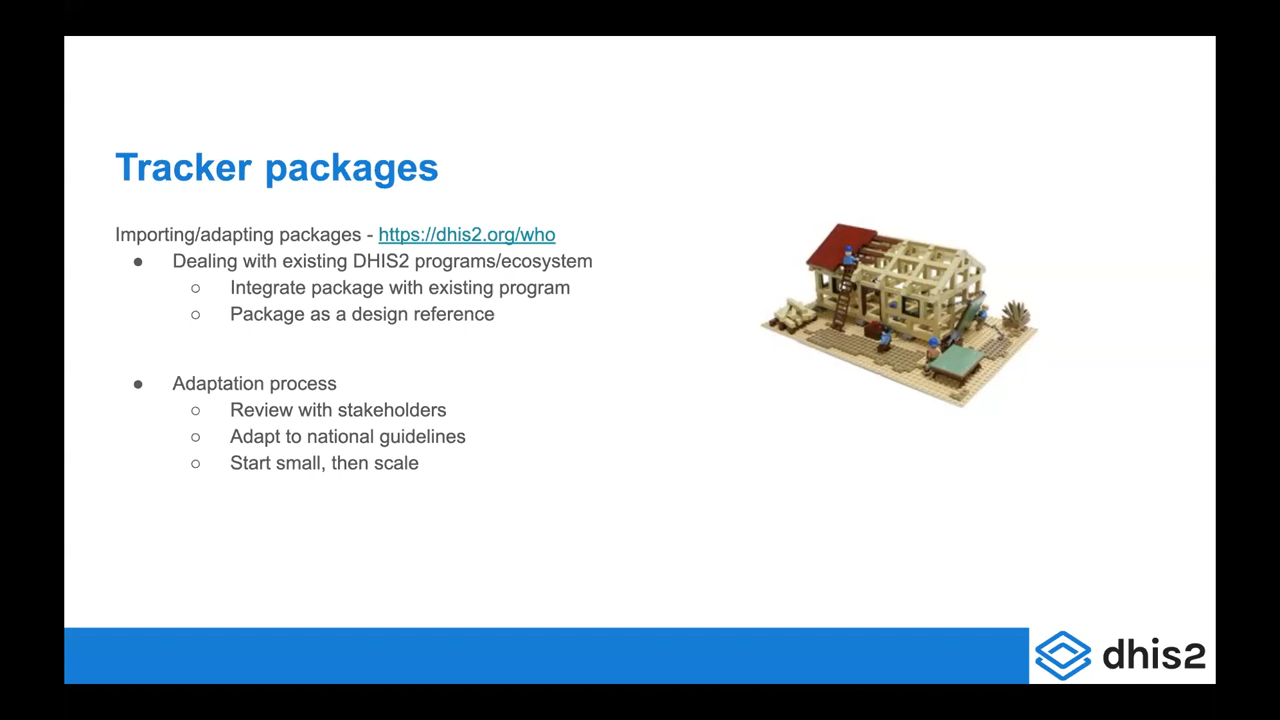 Tracker packages
Importing/adapting packages - https://dhis2.org/who
● Dealing with existing DHIS2 programs/ecosystem
○ Integrate package with existing program
○ Package as a design reference
● Adaptation process
○ Review with stakeholders
○ Adapt to national guidelines
○ Start small, then scale
dhis2